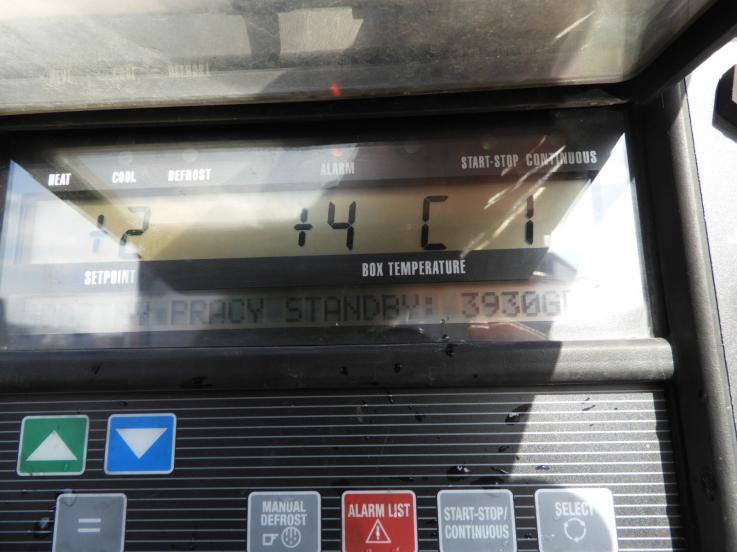 HEAT COOL DEFROST ALARM START-STOP CONTINUOUS
+2 +4 C 1.
SETPOINT BOX TEMPERATURE
PRACY STANDBY: 3930G
MANUAL DEFROST
ALARM LIST
START-STOP/ CONTINUOUS
SELECT
=